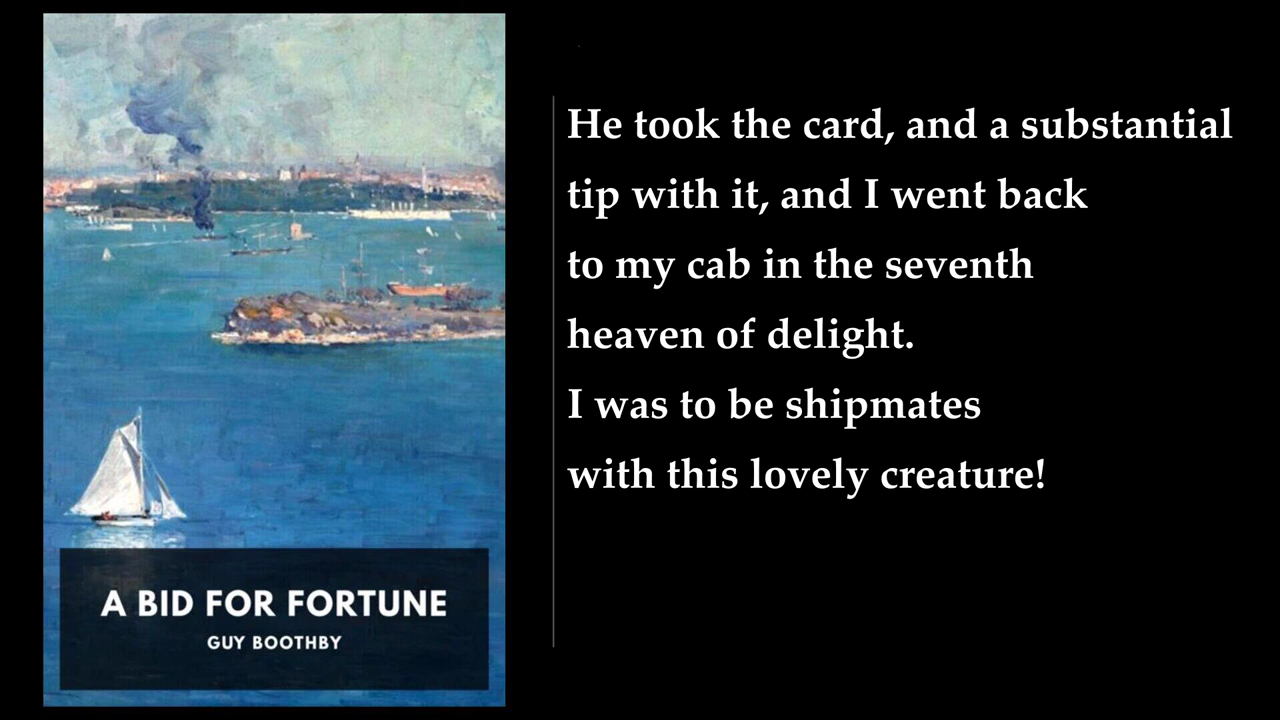 A BID FOR FORTUNE
GUY BOOTHBY
He took the card, and a substantial
tip with it, and I went back
to my cab in the seventh
heaven of delight.
I was to be shipmates
with this lovely creature!